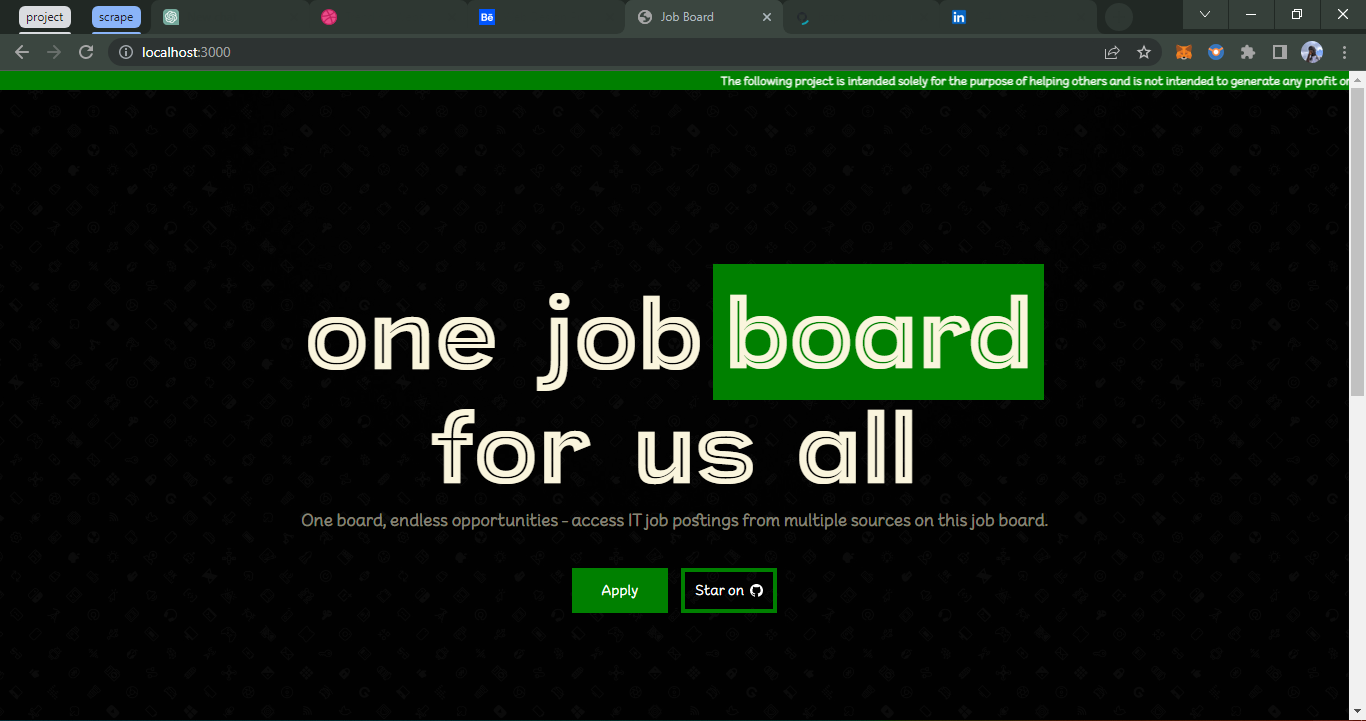 project scrape Bē Job Board in
localhost:3000
The following project is intended solely for the purpose of helping others and is not intended to generate any profit or
one job board
for us all
One board, endless opportunities - access IT job postings from multiple sources on this job board.
Apply Star on